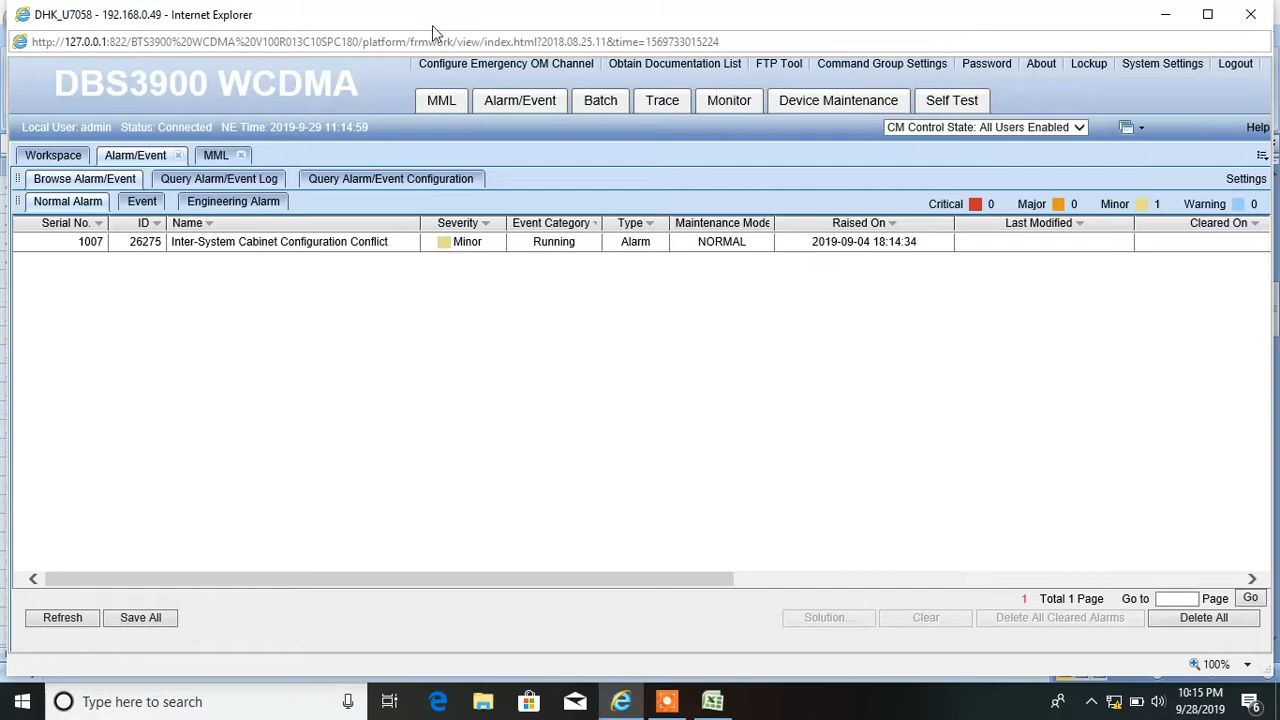 DHK_U7058 - 192.168.0.49 - Internet Explorer
http://127.0.0.1:822/BTS3900%20WCDMA%20V100R013C10SPC180/platform/frmwork/view/index.html?2018.08.25.11&time=1569733015224
DBS3900 WCDMA
Configure Emergency OM Channel Obtain Documentation List FTP Tool Command Group Settings Password About Lockup System Settings Logout
MML Alarm/Event Batch Trace Monitor Device Maintenance Self Test
Local User: admin Status: Connected NE Time: 2019-9-29 11:14:59 CM Control State: All Users Enabled Help
Workspace Alarm/Event MML
Browse Alarm/Event Query Alarm/Event Log Query Alarm/Event Configuration Settings
Normal Alarm Event Engineering Alarm Critical 0 Major 0 Minor 1 Warning 0
Serial No. ID Name Severity Event Category Type Maintenance Mode Raised On Last Modified Cleared On
1007 26275 Inter-System Cabinet Configuration Conflict Minor Running Alarm NORMAL 2019-09-04 18:14:34
1 Total 1 Page Go to Page Go
Refresh Save All Solution... Clear Delete All Cleared Alarms Delete All
100%
Type here to search
10:15 PM
9/28/2019
6